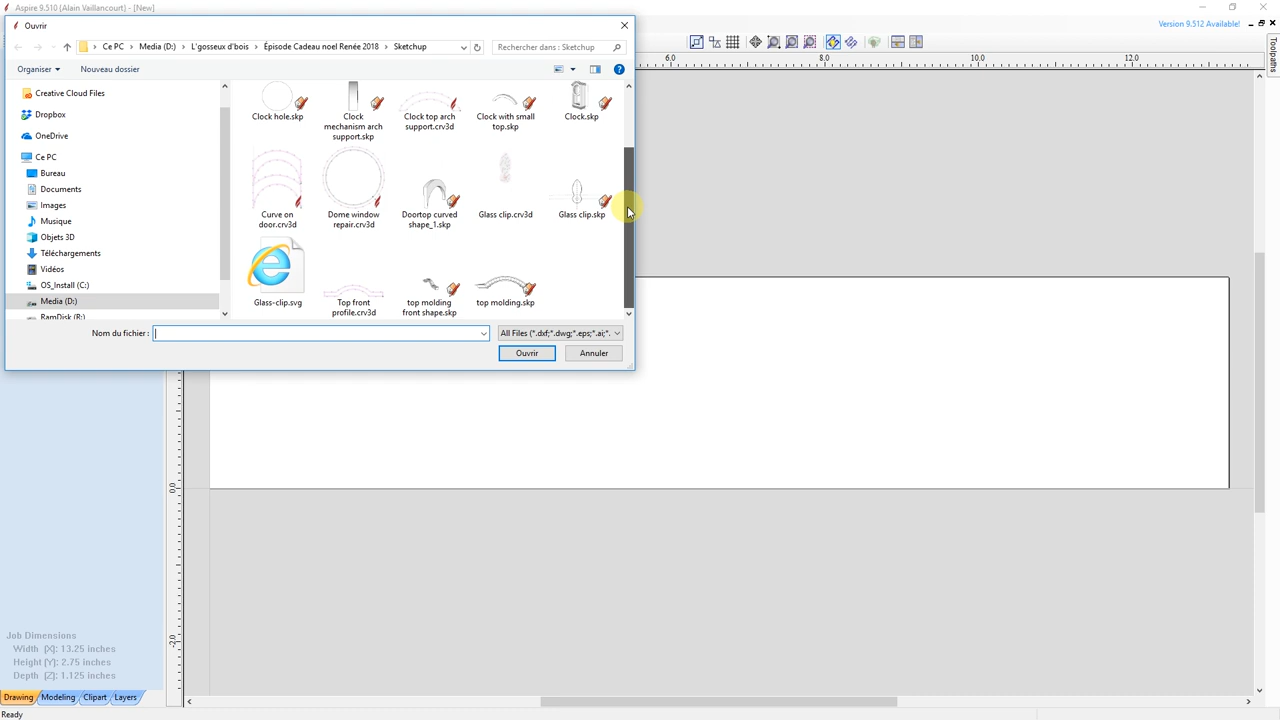 Aspire 9.510 (Alain Vaillancourt) - [New]
Ouvrir
Version 9.512 Available!
Ce PC › Media (D:) › L'gosseux d'bois › Épisode Cadeau noel Renée 2018 › Sketchup
Rechercher dans : Sketchup
Organiser
Nouveau dossier
6.0
8.0
10.0
12.0
Toolpaths
Creative Cloud Files
Dropbox
OneDrive
Ce PC
Bureau
Documents
Images
Musique
Objets 3D
Téléchargements
Vidéos
OS_Install (C:)
Media (D:)
RamDisk (R:)
Clock hole.skp
Clock mechanism arch support.skp
Clock top arch support.crv3d
Clock with small top.skp
Clock.skp
Curve on door.crv3d
Dome window repair.crv3d
Doortop curved shape_1.skp
Glass clip.crv3d
Glass clip.skp
Glass-clip.svg
Top front profile.crv3d
top molding front shape.skp
top molding.skp
Nom du fichier :
All Files (*.dxf;*.dwg;*.eps;*.ai;*.
Ouvrir
Annuler
0.0
-2.0
Job Dimensions
Width (X): 13.25 inches
Height (Y): 2.75 inches
Depth (Z): 1.125 inches
Drawing
Modeling
Clipart
Layers
Ready